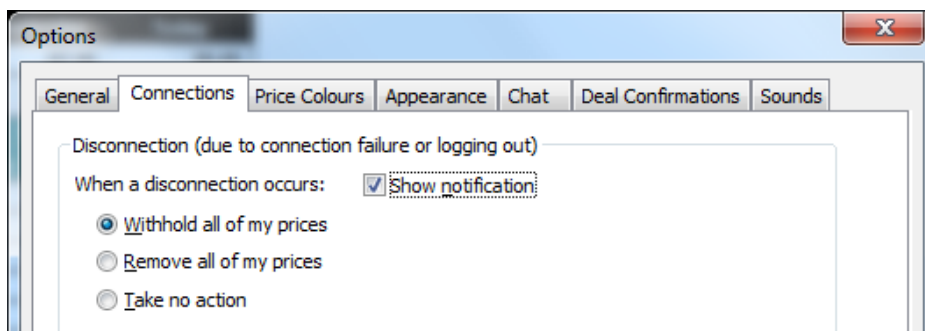 Options
General Connections Price Colours Appearance Chat Deal Confirmations Sounds
Disconnection (due to connection failure or logging out)
When a disconnection occurs: Show notification
Withhold all of my prices
Remove all of my prices
Take no action